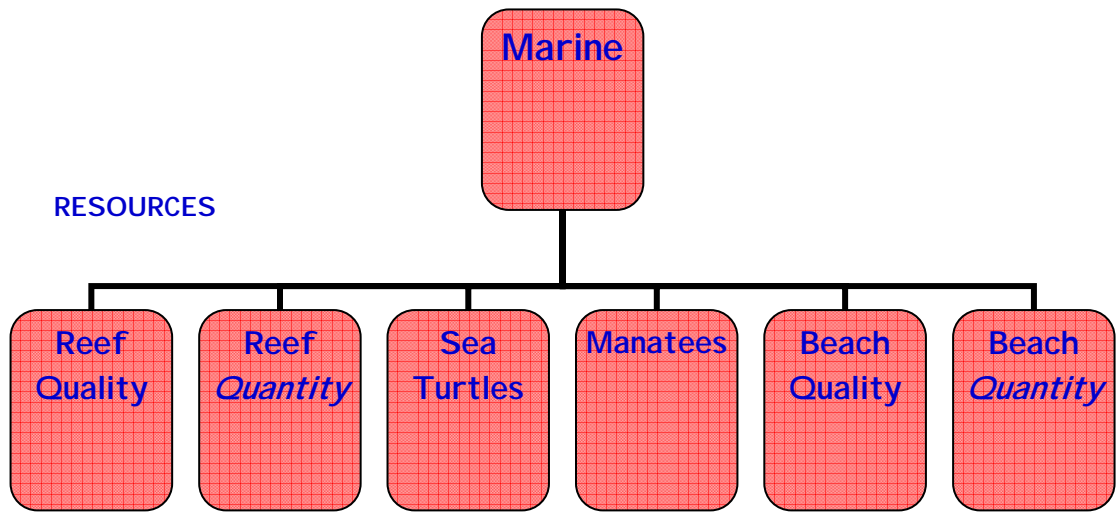 Marine
RESOURCES
Reef
Quality
Reef
Quantity
Sea
Turtles
Manatees
Beach
Quality
Beach
Quantity